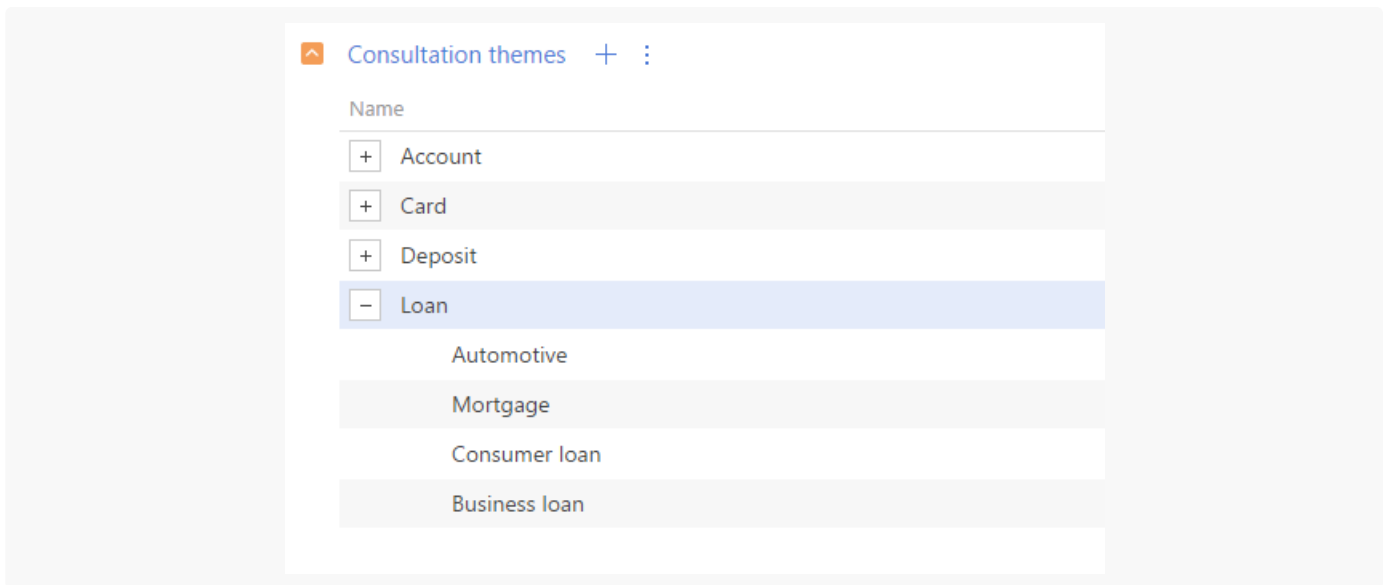 Consultation themes
Name
Account
Card
Deposit
Loan
Automotive
Mortgage
Consumer loan
Business loan